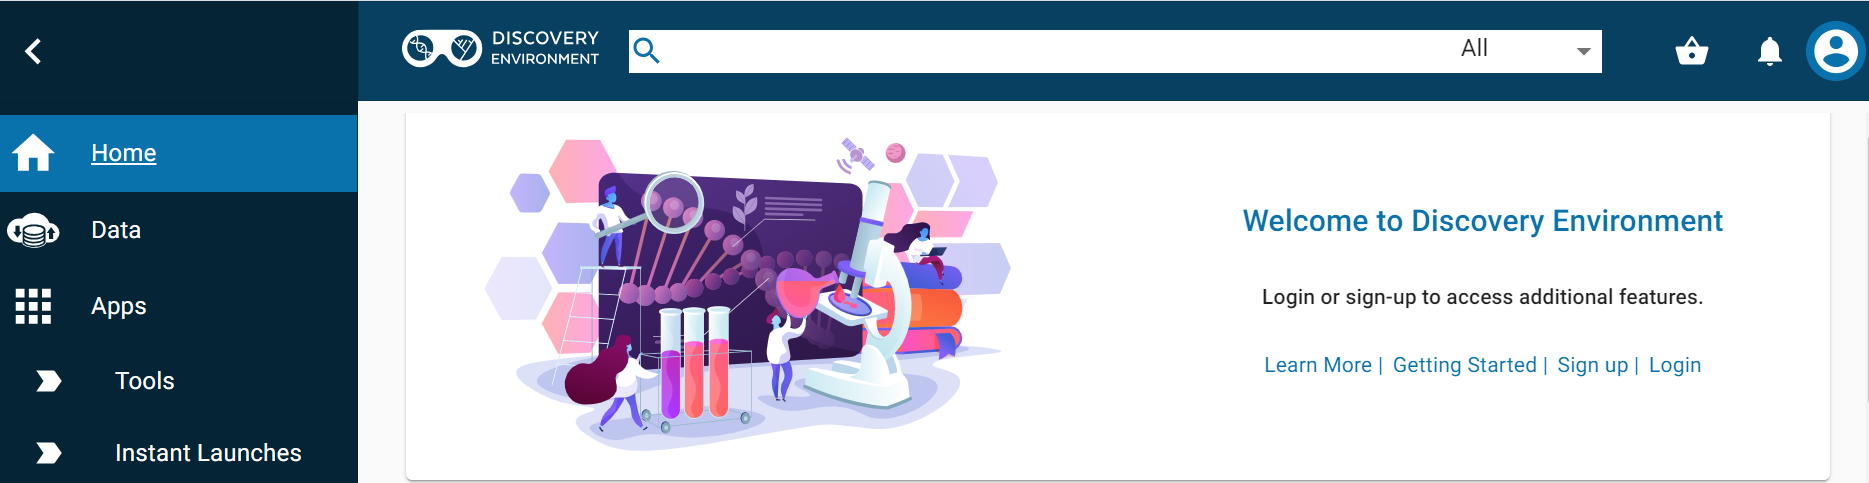 DISCOVERY
ENVIRONMENT
All
Home
Data
Apps
Tools
Instant Launches
Welcome to Discovery Environment
Login or sign-up to access additional features.
Learn More | Getting Started | Sign up | Login